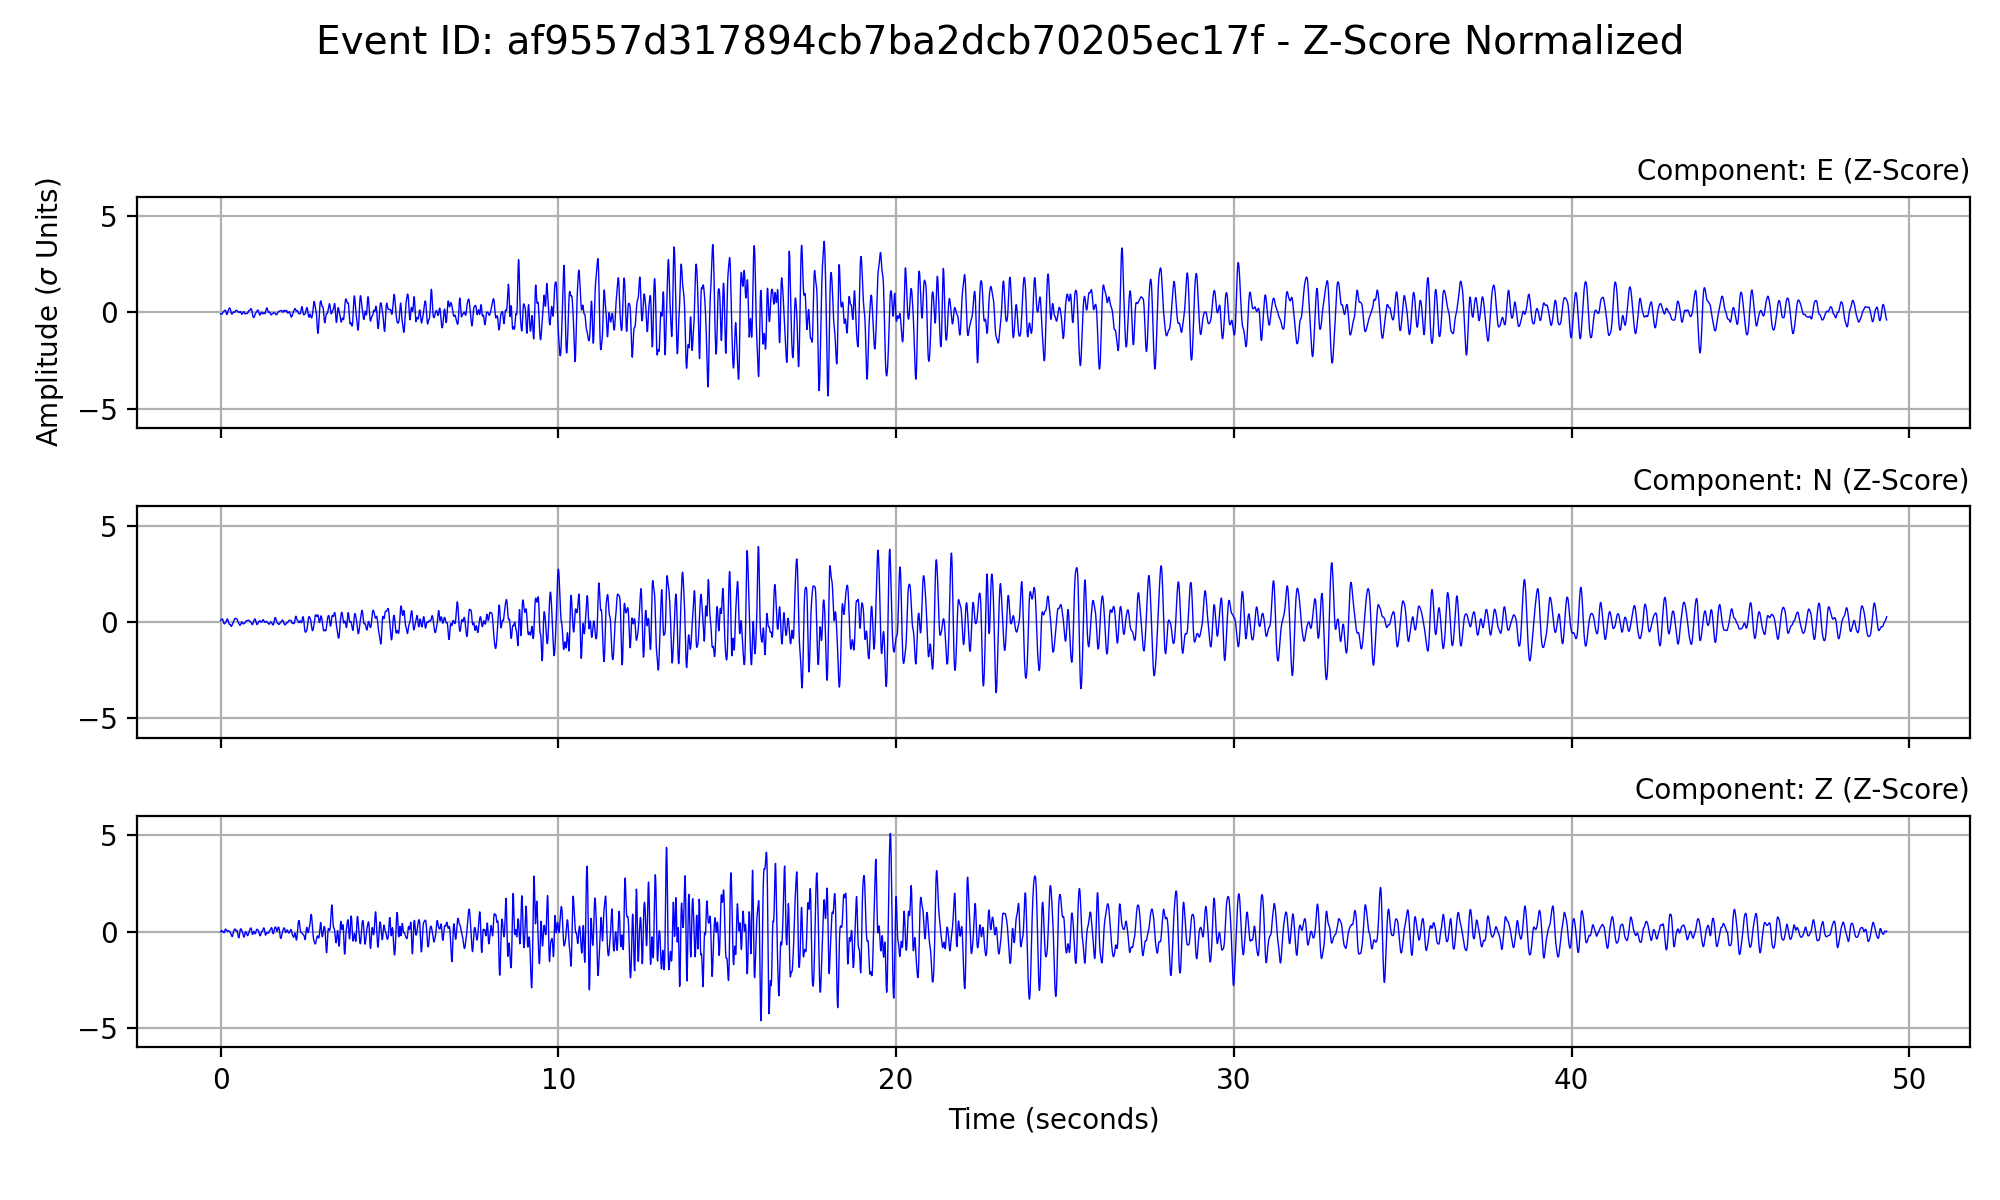 Event ID: af9557d317894cb7ba2dcb70205ec17f - Z-Score Normalized
Component: E (Z-Score)
Amplitude (σ Units)
5
0
−5
Component: N (Z-Score)
5
0
−5
Component: Z (Z-Score)
5
0
−5
0 10 20 30 40 50
Time (seconds)